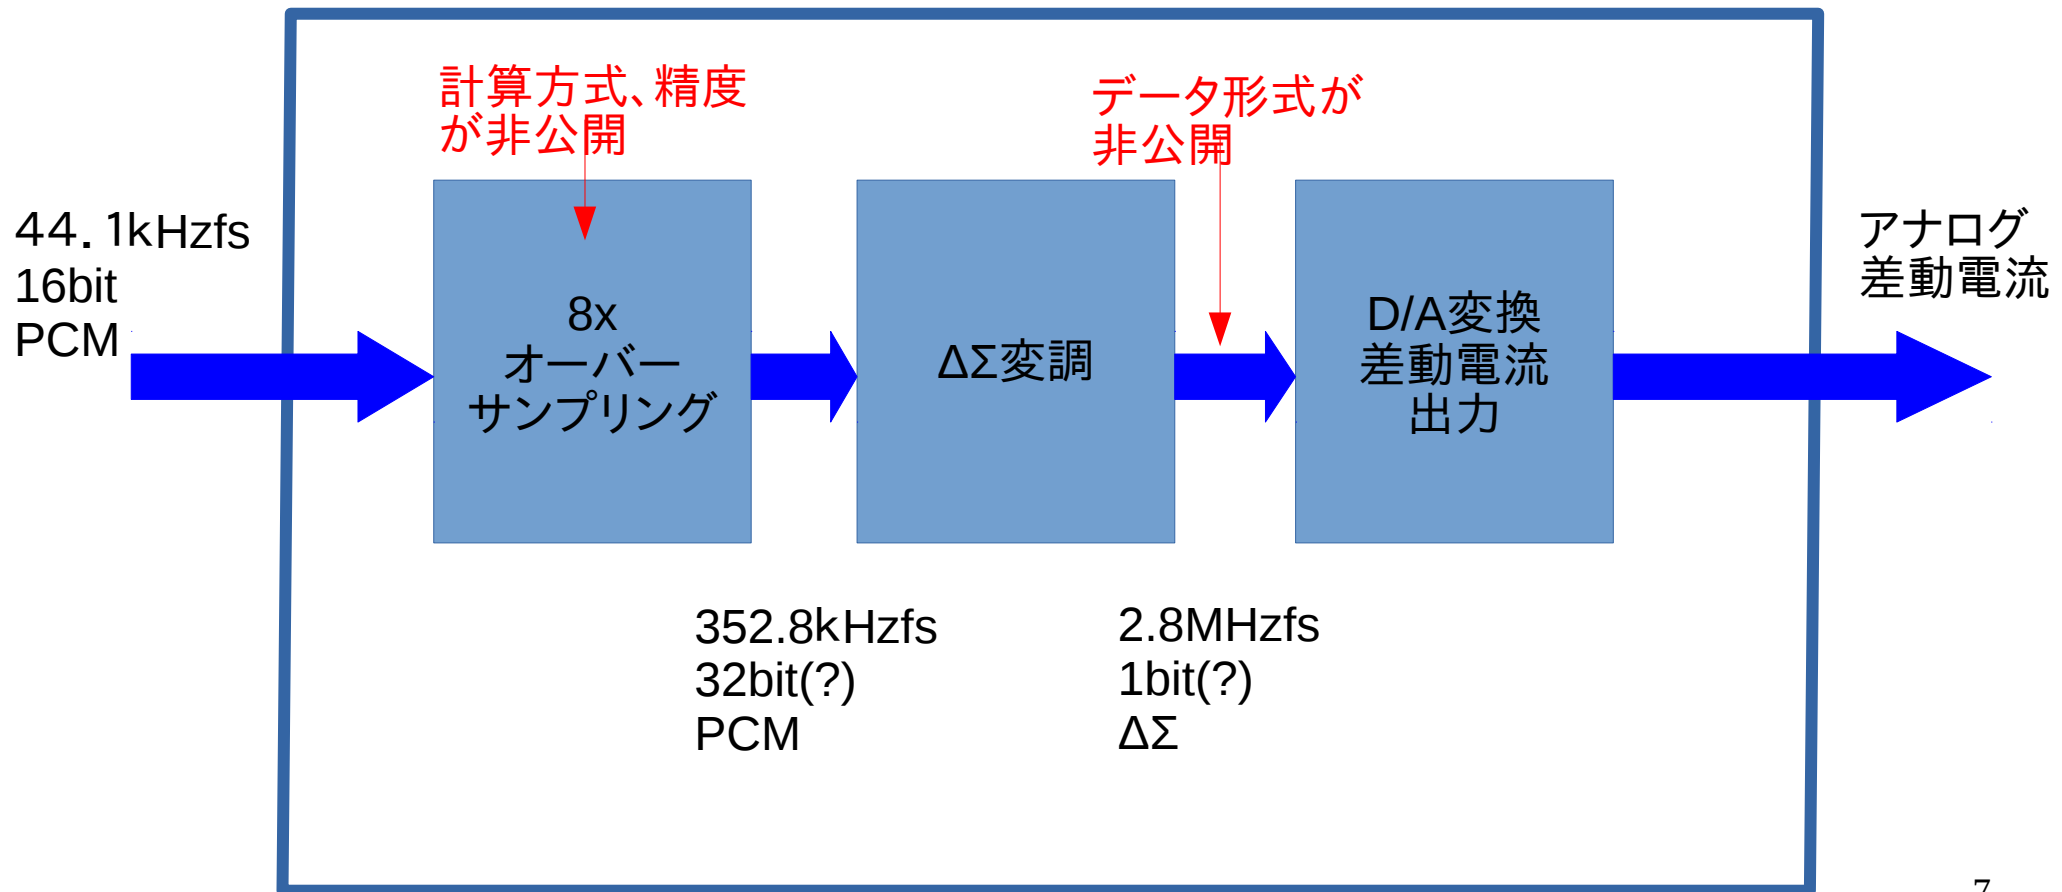 計算方式、精度
が非公開
データ形式が
非公開
44.1kHzfs
16bit
PCM
8x
オーバー
サンプリング
ΔΣ変調
D/A変換
差動電流
出力
アナログ
差動電流
352.8kHzfs
32bit(?)
PCM
2.8MHzfs
1bit(?)
ΔΣ
7